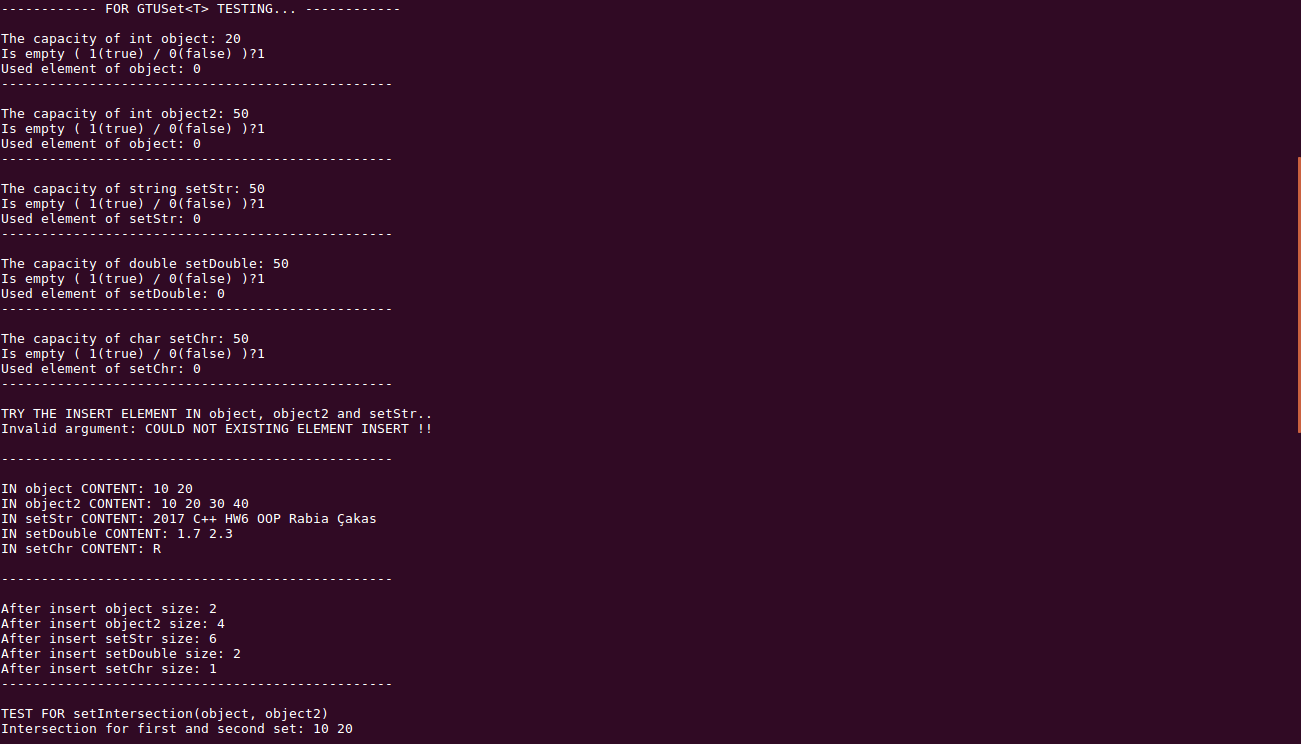 ------------ FOR GTUSet<T> TESTING... ------------
The capacity of int object: 20
Is empty ( 1(true) / 0(false) )?1
Used element of object: 0
-------------------------------------------------
The capacity of int object2: 50
Is empty ( 1(true) / 0(false) )?1
Used element of object: 0
-------------------------------------------------
The capacity of string setStr: 50
Is empty ( 1(true) / 0(false) )?1
Used element of setStr: 0
-------------------------------------------------
The capacity of double setDouble: 50
Is empty ( 1(true) / 0(false) )?1
Used element of setDouble: 0
-------------------------------------------------
The capacity of char setChr: 50
Is empty ( 1(true) / 0(false) )?1
Used element of setChr: 0
-------------------------------------------------
TRY THE INSERT ELEMENT IN object, object2 and setStr..
Invalid argument: COULD NOT EXISTING ELEMENT INSERT !!
-------------------------------------------------
IN object CONTENT: 10 20
IN object2 CONTENT: 10 20 30 40
IN setStr CONTENT: 2017 C++ HW6 OOP Rabia Çakas
IN setDouble CONTENT: 1.7 2.3
IN setChr CONTENT: R
-------------------------------------------------
After insert object size: 2
After insert object2 size: 4
After insert setStr size: 6
After insert setDouble size: 2
After insert setChr size: 1
-------------------------------------------------
TEST FOR setIntersection(object, object2)
Intersection for first and second set: 10 20